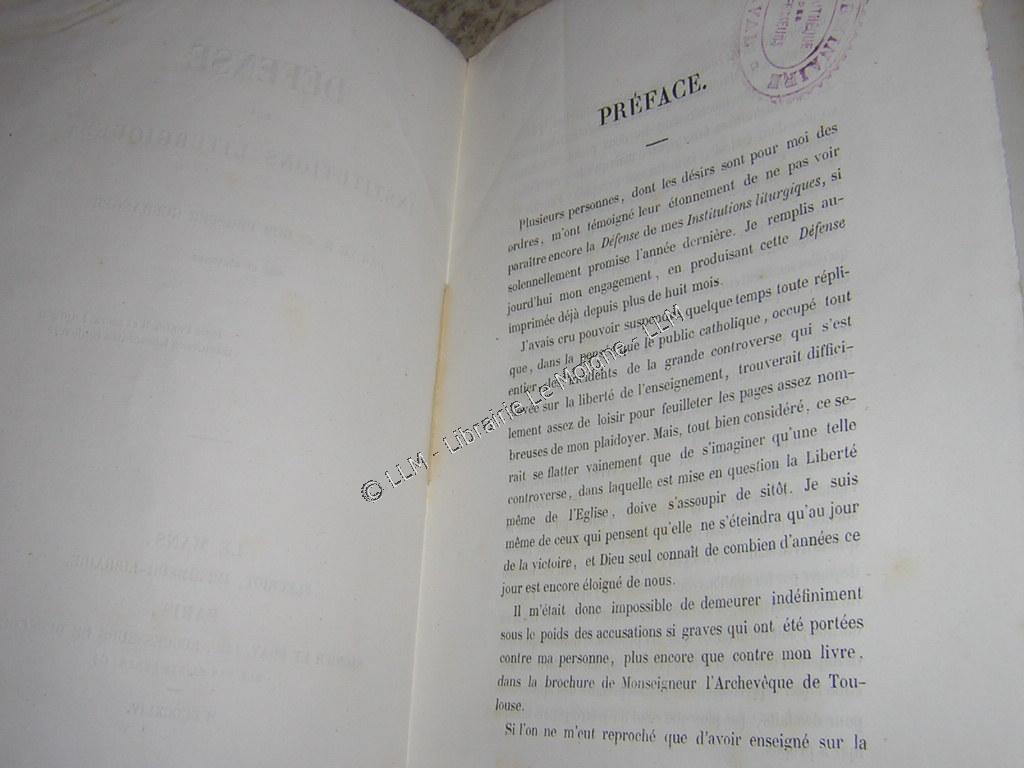 PRÉFACE.
Plusieurs personnes, dont les désirs sont pour moi des
ordres, m'ont témoigné leur étonnement de ne pas voir
paraître encore la Défense de mes Institutions liturgiques, si
solennellement promise l'année dernière. Je remplis au-
jourd'hui mon engagement, en produisant cette Défense
imprimée déjà depuis plus de huit mois.
J'avais cru pouvoir suspendre quelque temps toute répli-
que, dans la pensée que le public catholique, occupé tout
entier des incidents de la grande controverse qui s'est
levée sur la liberté de l'enseignement, trouverait diffici-
lement assez de loisir pour feuilleter les pages assez nom-
breuses de mon plaidoyer. Mais, tout bien considéré, ce se-
rait se flatter vainement que de s'imaginer qu'une telle
controverse, dans laquelle est mise en question la Liberté
même de l'Eglise, doive s'assoupir de sitôt. Je suis
même de ceux qui pensent qu'elle ne s'éteindra qu'au jour
de la victoire, et Dieu seul connaît de combien d'années ce
jour est encore éloigné de nous.
Il m'était donc impossible de demeurer indéfiniment
sous le poids des accusations si graves qui ont été portées
contre ma personne, plus encore que contre mon livre,
dans la brochure de Monseigneur l'Archevêque de Tou-
louse.
Si l'on ne m'eut reproché que d'avoir enseigné sur la
© LLM - Librairie Le Moigne - LLM
DÉFENSE
INSTITUTIONS LITURGIQUES
LE MANS,
PARIS,